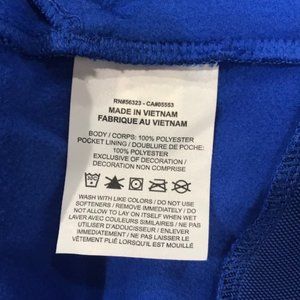 RN#56323 - CA#05553
MADE IN VIETNAM
FABRIQUE AU VIETNAM
BODY / CORPS: 100% POLYESTER
POCKET LINING / DOUBLURE DE POCHE:
100% POLYESTER
EXCLUSIVE OF DECORATION /
DECORATION NON COMPRISE
WASH WITH LIKE COLORS / DO NOT USE
SOFTENERS / REMOVE IMMEDIATELY / DO
NOT ALLOW TO LAY ON ITSELF WHEN WET
LAVER AVEC COULEURS SIMILAIRES / NE PAS
UTILISER D'ADOUCISSEUR / ENLEVER
IMMÉDIATEMENT / NE PAS LAISSER LE
VÊTEMENT PLIÉ LORSQU'IL EST MOUILLÉ